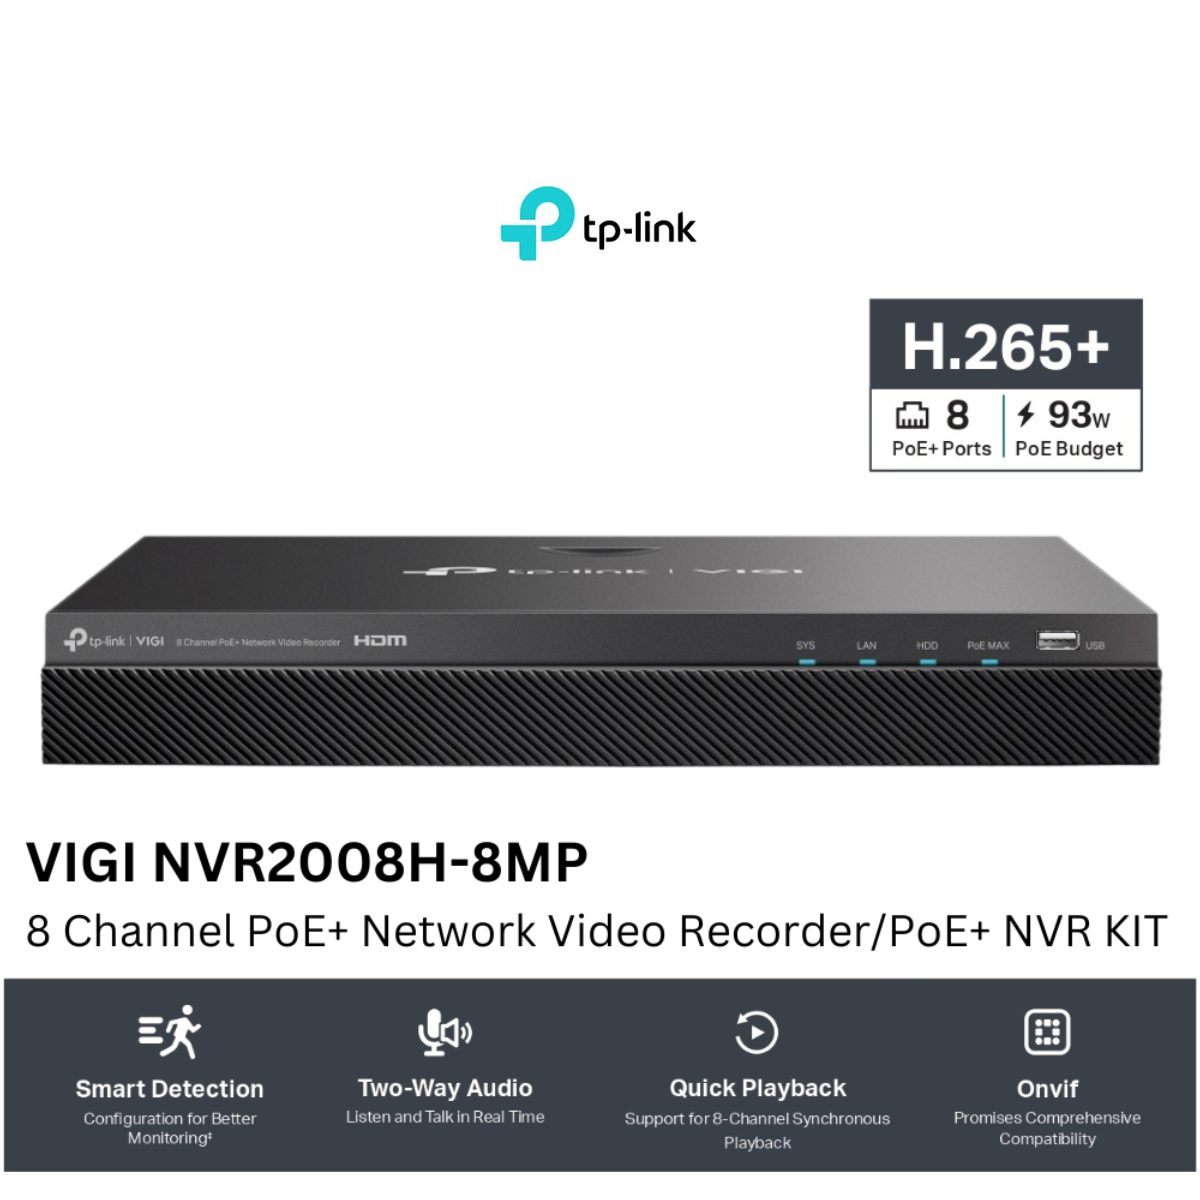 tp-link
H.265+
8
PoE+ Ports
93W
PoE Budget
tp-link | VIGI
tp-link | VIGI 8 Channel PoE+ Network Video Recorder HDMI
SYS LAN HDD PoE MAX USB
VIGI NVR2008H-8MP
8 Channel PoE+ Network Video Recorder/PoE+ NVR KIT
Smart Detection
Configuration for Better
Monitoring‡
Two-Way Audio
Listen and Talk in Real Time
Quick Playback
Support for 8-Channel Synchronous
Playback
Onvif
Promises Comprehensive
Compatibility